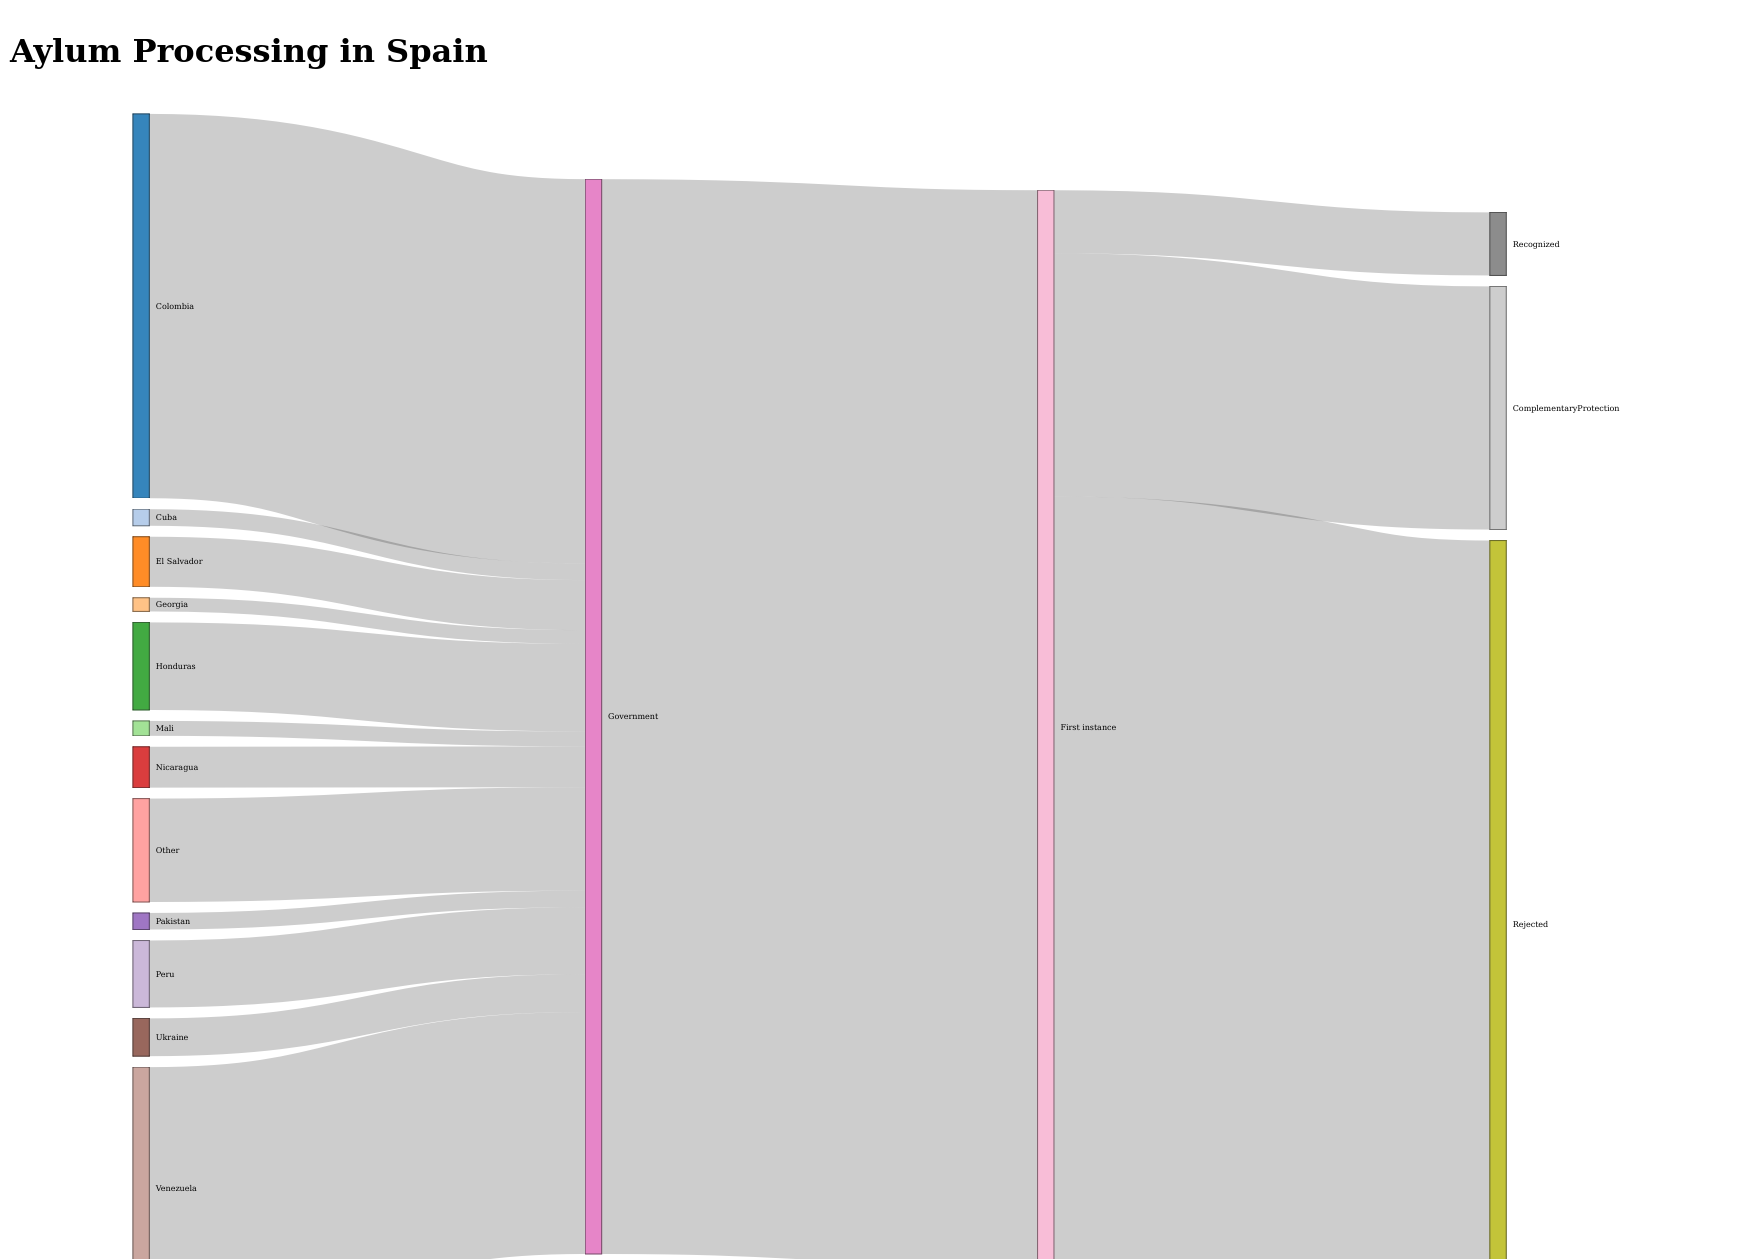 Aylum Processing in Spain
Recognized
Colombia
ComplementaryProtection
Cuba
El Salvador
Georgia
Honduras
Government
First instance
Mali
Nicaragua
Other
Pakistan
Rejected
Peru
Ukraine
Venezuela